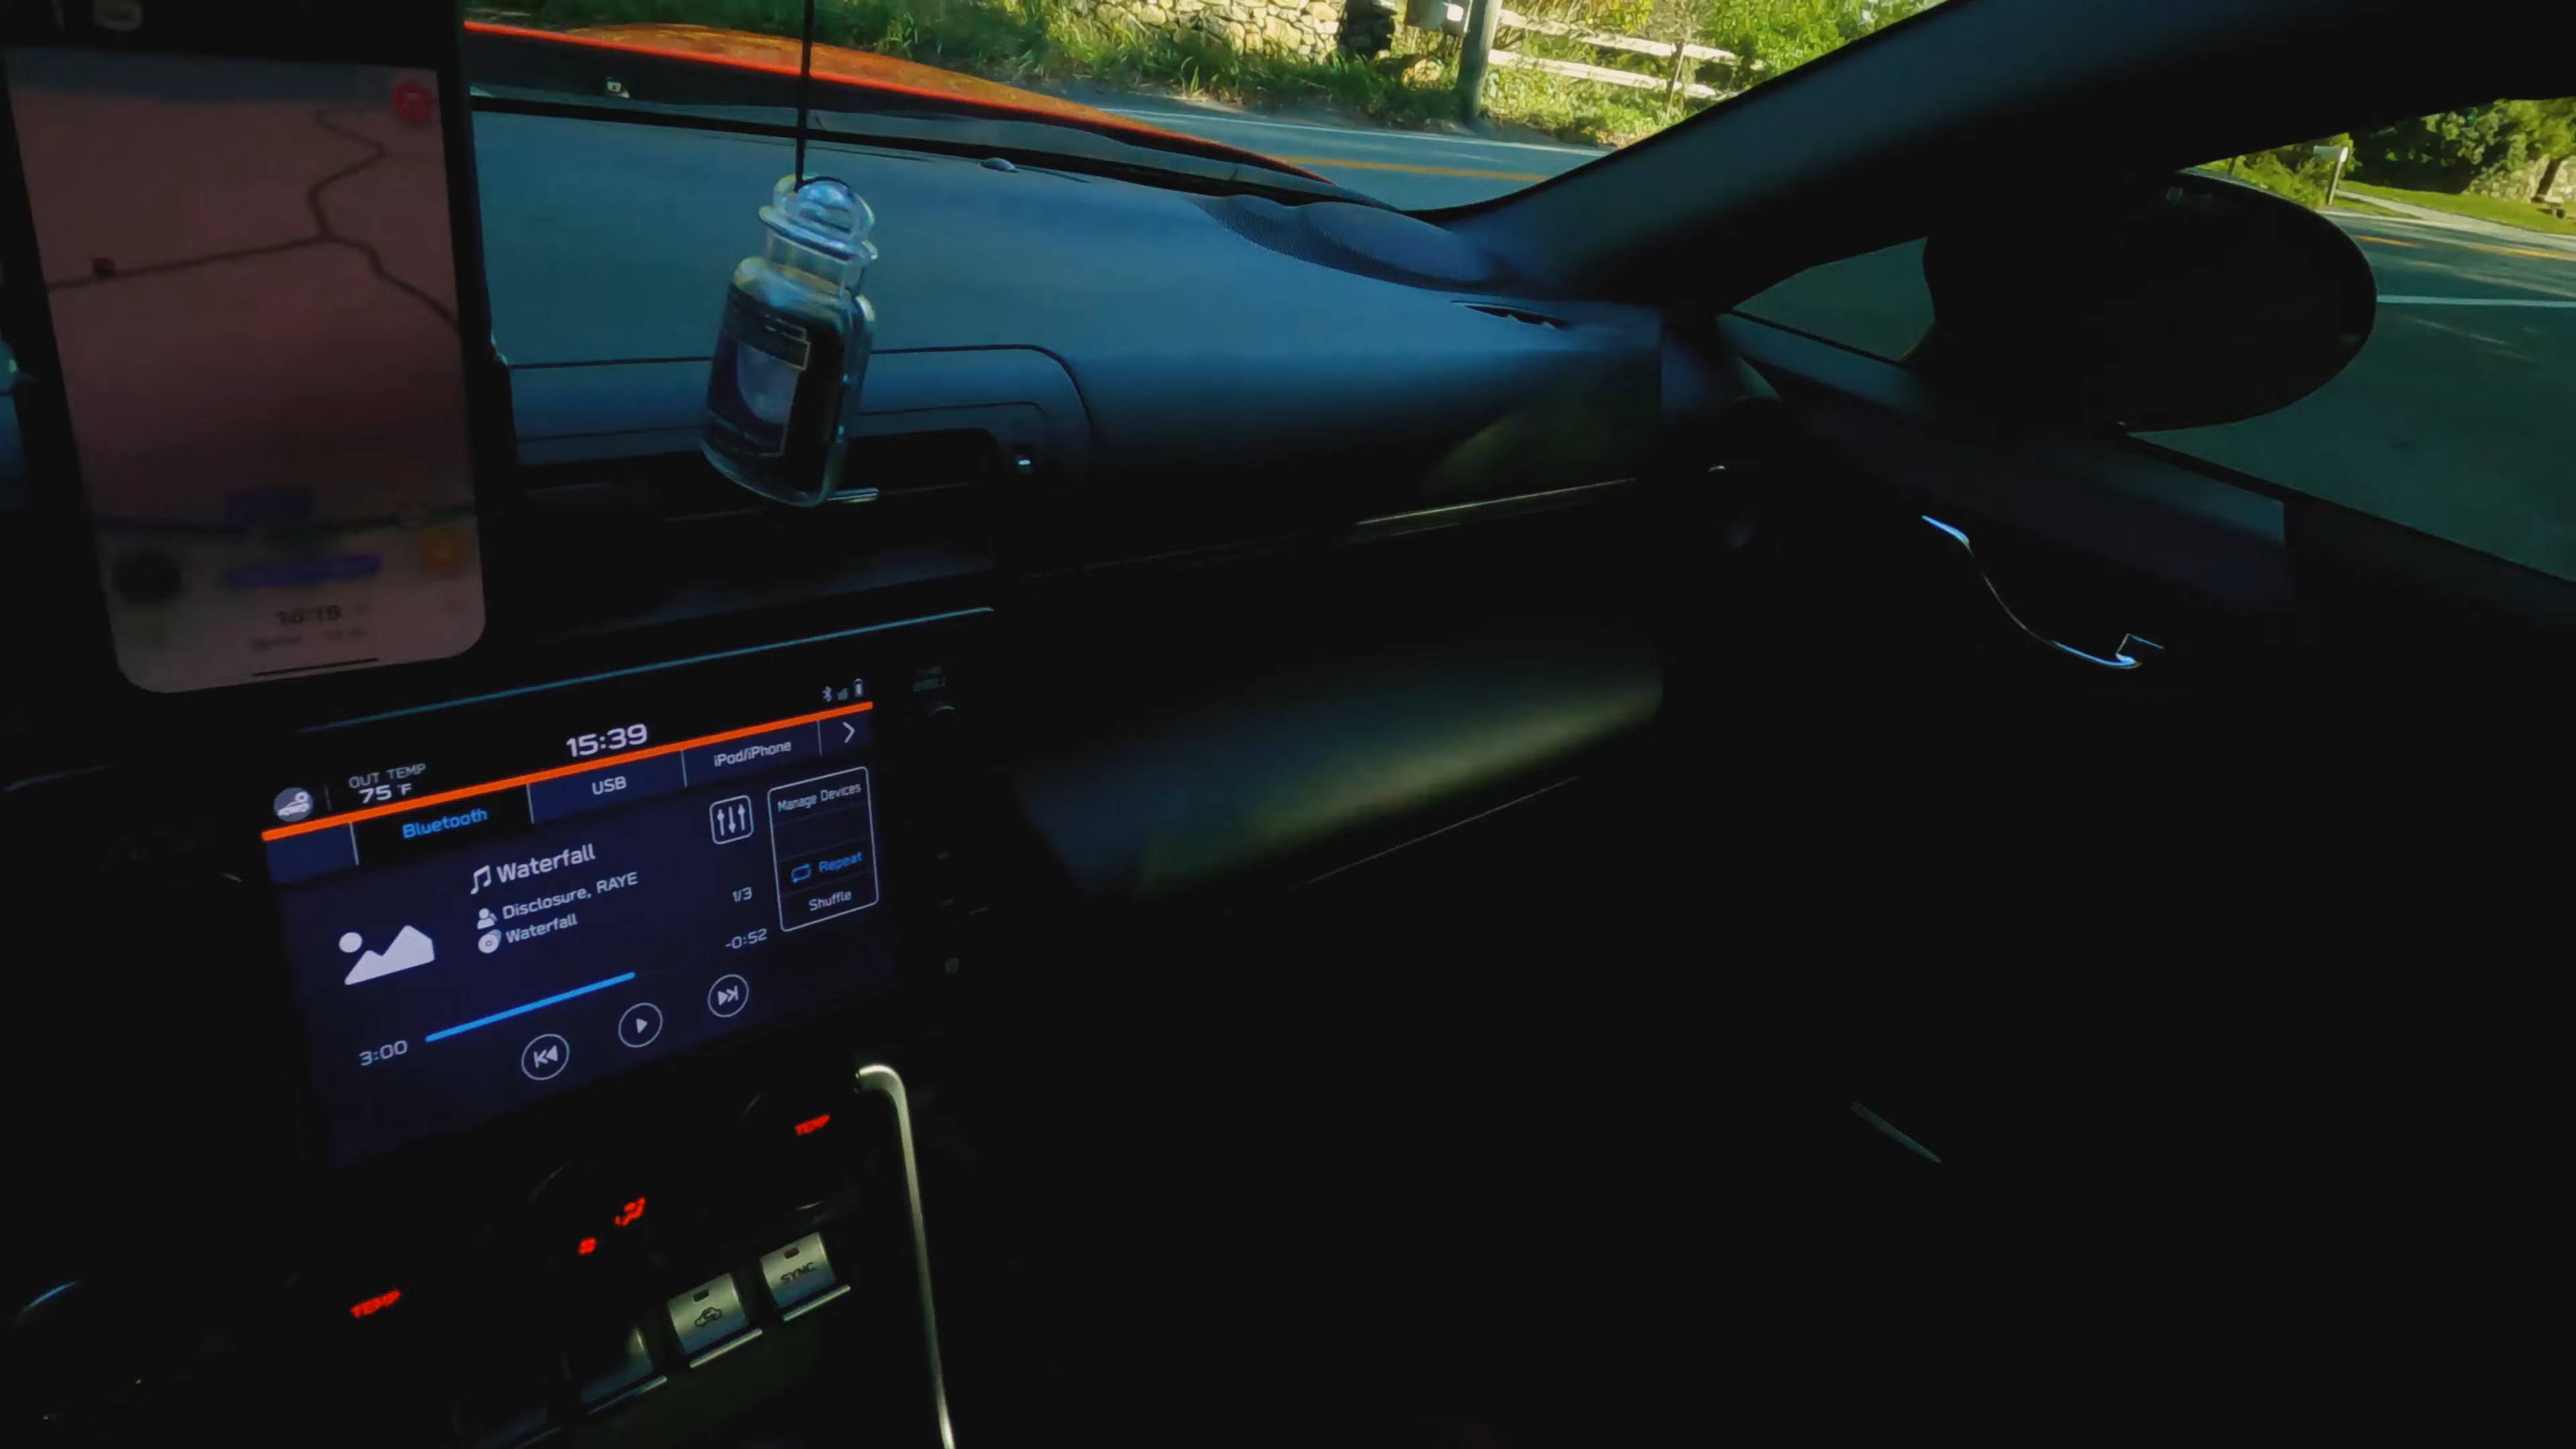 15:39
OUT TEMP
75°F
Bluetooth
USB
iPod/iPhone
Waterfall
Disclosure, RAYE
Waterfall
1/3
-0:52
3:00
Manage Devices
Repeat
Shuffle
TEMP
TEMP
SYNC